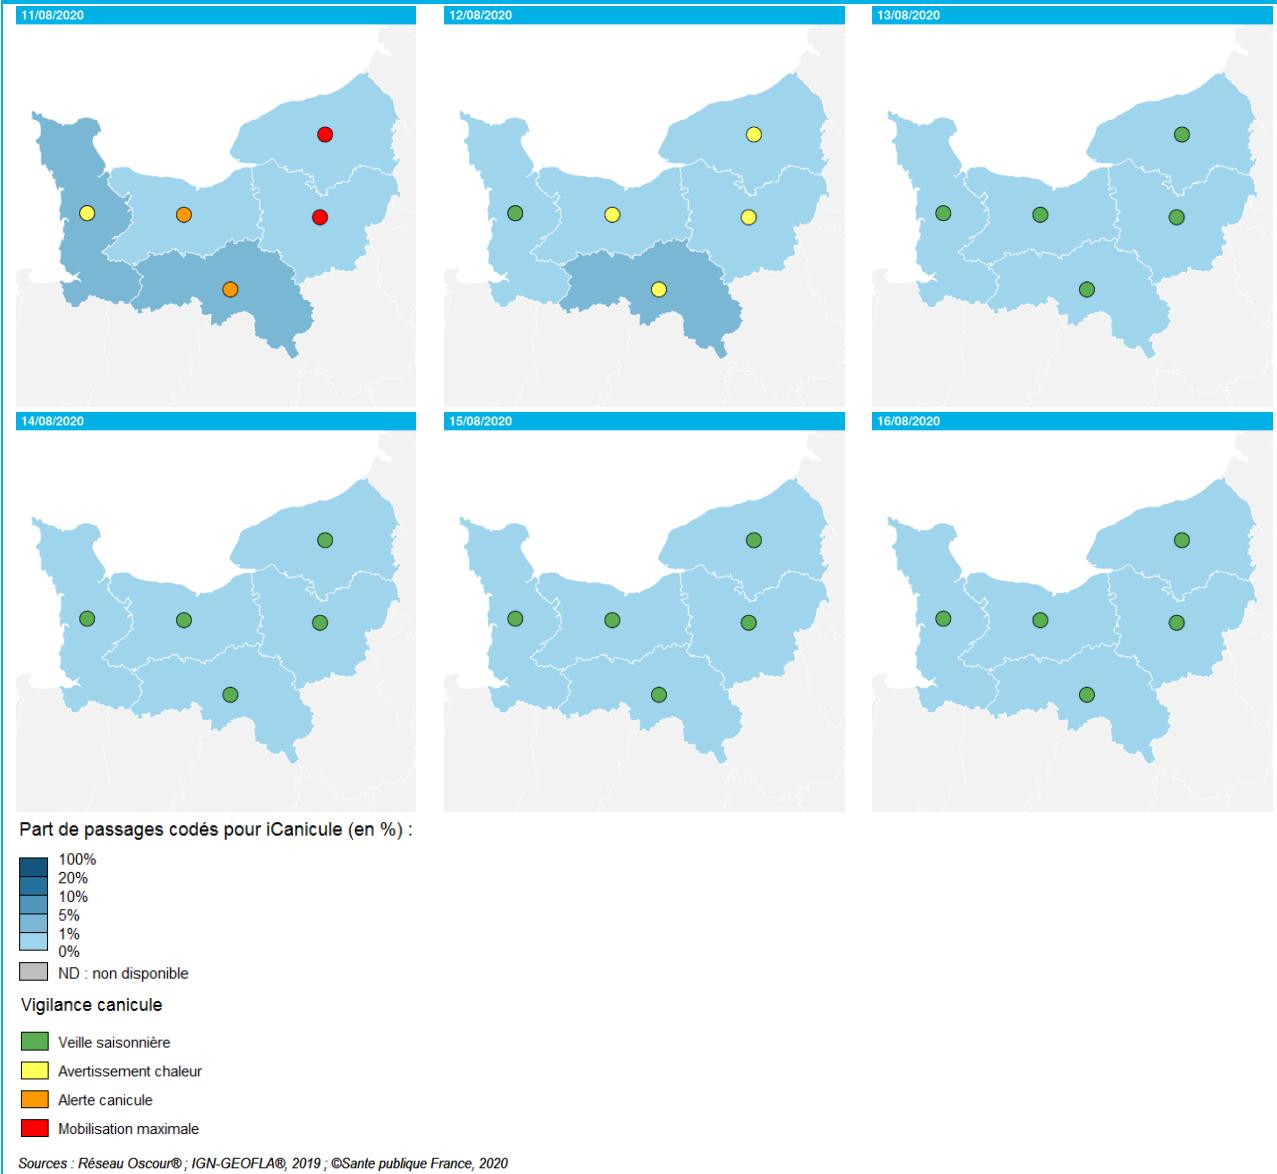 11/08/2020
12/08/2020
13/08/2020
14/08/2020
15/08/2020
16/08/2020
Part de passages codés pour iCanicule (en %) :
100%
20%
10%
5%
1%
0%
ND : non disponible
Vigilance canicule
Veille saisonnière
Avertissement chaleur
Alerte canicule
Mobilisation maximale
Sources : Réseau Oscour® ; IGN-GEOFLA®, 2019 ; ©Sante publique France, 2020